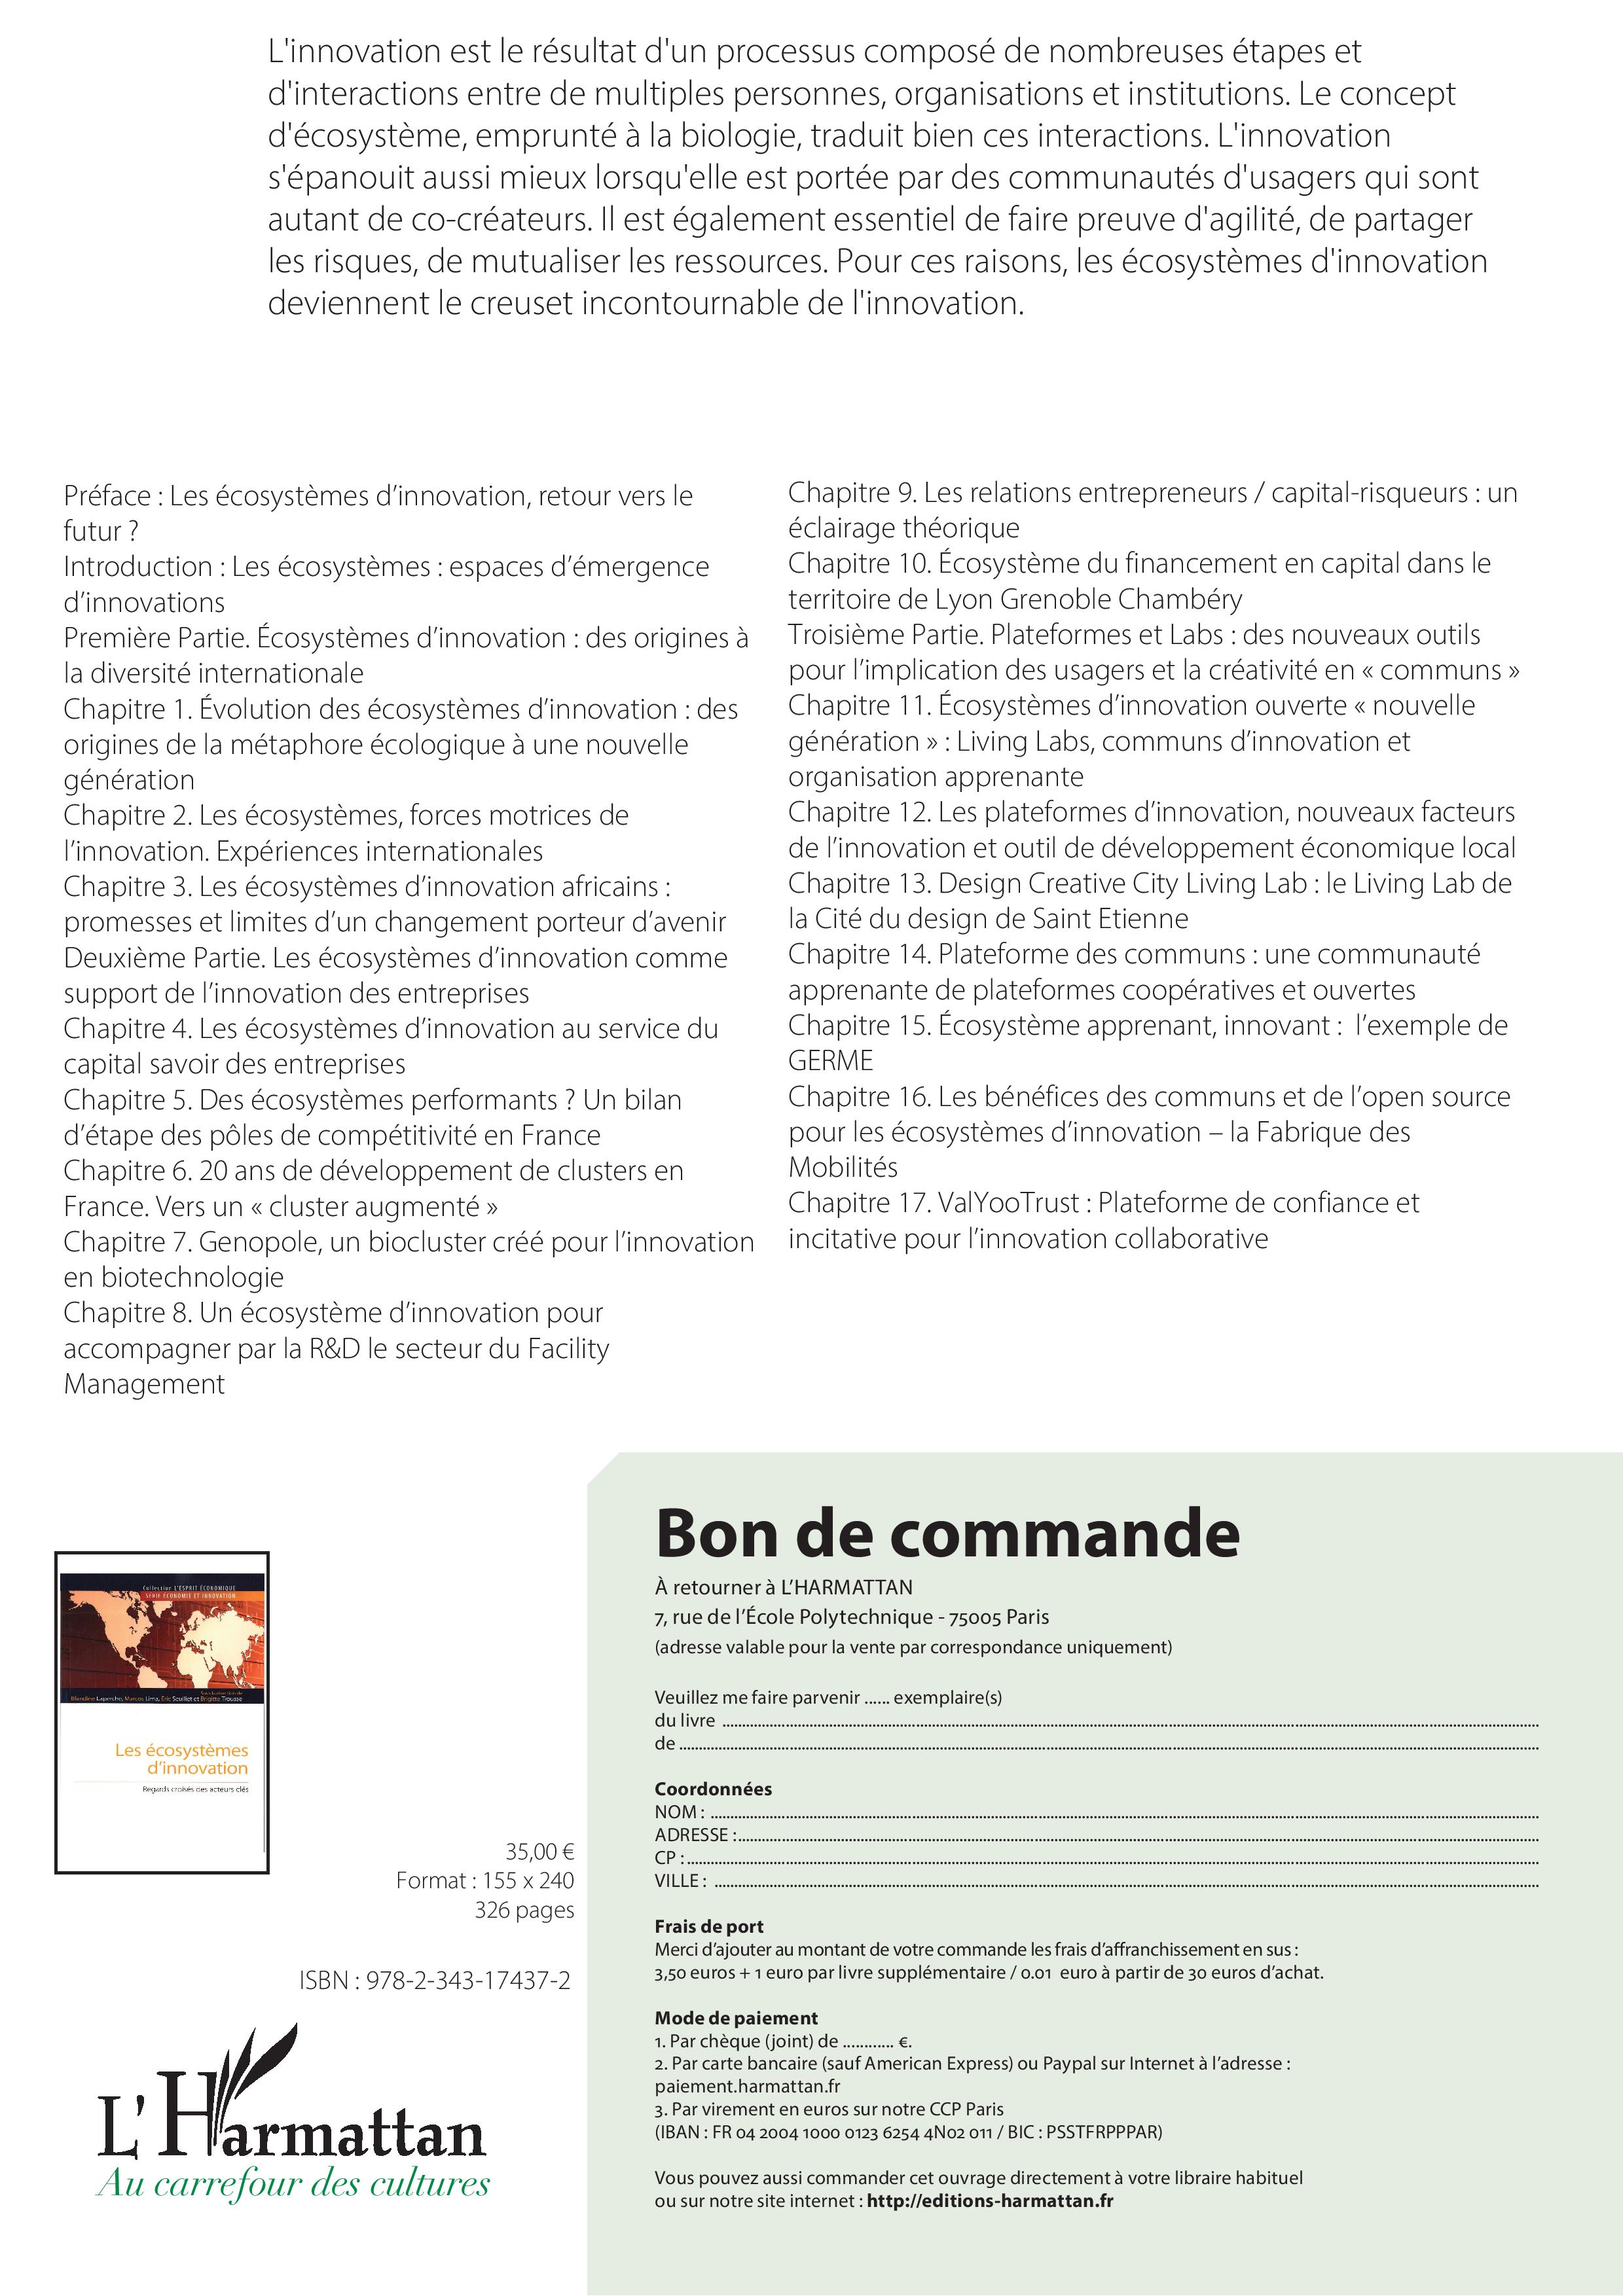 L'innovation est le résultat d'un processus composé de nombreuses étapes et
d'interactions entre de multiples personnes, organisations et institutions. Le concept
d'écosystème, emprunté à la biologie, traduit bien ces interactions. L'innovation
s'épanouit aussi mieux lorsqu'elle est portée par des communautés d'usagers qui sont
autant de co-créateurs. Il est également essentiel de faire preuve d'agilité, de partager
les risques, de mutualiser les ressources. Pour ces raisons, les écosystèmes d'innovation
deviennent le creuset incontournable de l'innovation.
Préface : Les écosystèmes d’innovation, retour vers le
futur ?
Introduction : Les écosystèmes : espaces d’émergence
d’innovations
Première Partie. Écosystèmes d’innovation : des origines à
la diversité internationale
Chapitre 1. Évolution des écosystèmes d’innovation : des
origines de la métaphore écologique à une nouvelle
génération
Chapitre 2. Les écosystèmes, forces motrices de
l’innovation. Expériences internationales
Chapitre 3. Les écosystèmes d’innovation africains :
promesses et limites d’un changement porteur d’avenir
Deuxième Partie. Les écosystèmes d’innovation comme
support de l’innovation des entreprises
Chapitre 4. Les écosystèmes d’innovation au service du
capital savoir des entreprises
Chapitre 5. Des écosystèmes performants ? Un bilan
d’étape des pôles de compétitivité en France
Chapitre 6. 20 ans de développement de clusters en
France. Vers un « cluster augmenté »
Chapitre 7. Genopole, un biocluster créé pour l’innovation
en biotechnologie
Chapitre 8. Un écosystème d’innovation pour
accompagner par la R&D le secteur du Facility
Management
Chapitre 9. Les relations entrepreneurs / capital-risqueurs : un
éclairage théorique
Chapitre 10. Écosystème du financement en capital dans le
territoire de Lyon Grenoble Chambéry
Troisième Partie. Plateformes et Labs : des nouveaux outils
pour l’implication des usagers et la créativité en « communs »
Chapitre 11. Écosystèmes d’innovation ouverte « nouvelle
génération » : Living Labs, communs d’innovation et
organisation apprenante
Chapitre 12. Les plateformes d’innovation, nouveaux facteurs
de l’innovation et outil de développement économique local
Chapitre 13. Design Creative City Living Lab : le Living Lab de
la Cité du design de Saint Etienne
Chapitre 14. Plateforme des communs : une communauté
apprenante de plateformes coopératives et ouvertes
Chapitre 15. Écosystème apprenant, innovant :  l’exemple de
GERME
Chapitre 16. Les bénéfices des communs et de l’open source
pour les écosystèmes d’innovation – la Fabrique des
Mobilités
Chapitre 17. ValYooTrust : Plateforme de confiance et
incitative pour l’innovation collaborative
Collection L'ESPRIT ÉCONOMIQUE
SÉRIE ECONOMIE ET INNOVATION
Sous la direction de
Blandine Laperche, Marcos Lima, Eric Seuillet et Brigitte Trousse
Les écosystèmes
d’innovation
Regards croisés des acteurs clés
35,00 €
Format : 155 x 240
326 pages
ISBN : 978-2-343-17437-2
L'Harmattan
Au carrefour des cultures
Bon de commande
À retourner à L’HARMATTAN
7, rue de l’École Polytechnique - 75005 Paris
(adresse valable pour la vente par correspondance uniquement)
Veuillez me faire parvenir ...... exemplaire(s)
du livre ......
de ......
Coordonnées
NOM : ......
ADRESSE : ......
CP : ......
VILLE : ......
Frais de port
Merci d’ajouter au montant de votre commande les frais d’affranchissement en sus :
3,50 euros + 1 euro par livre supplémentaire / 0.01  euro à partir de 30 euros d’achat.
Mode de paiement
1. Par chèque (joint) de ............ €.
2. Par carte bancaire (sauf American Express) ou Paypal sur Internet à l’adresse :
paiement.harmattan.fr
3. Par virement en euros sur notre CCP Paris
(IBAN : FR 04 2004 1000 0123 6254 4N02 011 / BIC : PSSTFRPPPAR)
Vous pouvez aussi commander cet ouvrage directement à votre libraire habituel
ou sur notre site internet : http://editions-harmattan.fr